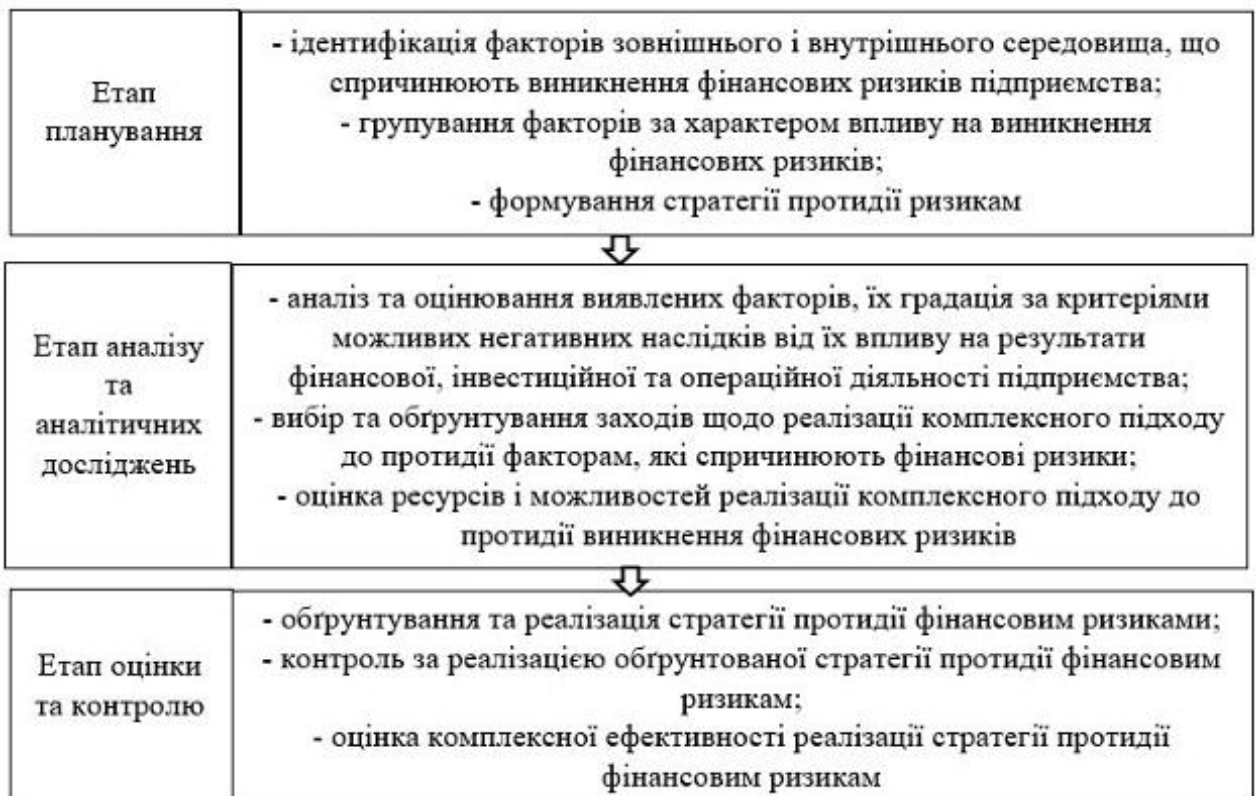 Етап
планування
- ідентифікація факторів зовнішнього і внутрішнього середовища, що
спричинюють виникнення фінансових ризиків підприємства;
- групування факторів за характером впливу на виникнення
фінансових ризиків;
- формування стратегії протидії ризикам
Етап аналізу
та
аналітичних
досліджень
- аналіз та оцінювання виявлених факторів, їх градація за критеріями
можливих негативних наслідків від їх впливу на результати
фінансової, інвестиційної та операційної діяльності підприємства;
- вибір та обґрунтування заходів щодо реалізації комплексного підходу
до протидії факторам, які спричинюють фінансові ризики;
- оцінка ресурсів і можливостей реалізації комплексного підходу до
протидії виникнення фінансових ризиків
Етап оцінки
та контролю
- обґрунтування та реалізація стратегії протидії фінансовим ризиками;
- контроль за реалізацією обґрунтованої стратегії протидії фінансовим
ризикам;
- оцінка комплексної ефективності реалізації стратегії протидії
фінансовим ризикам